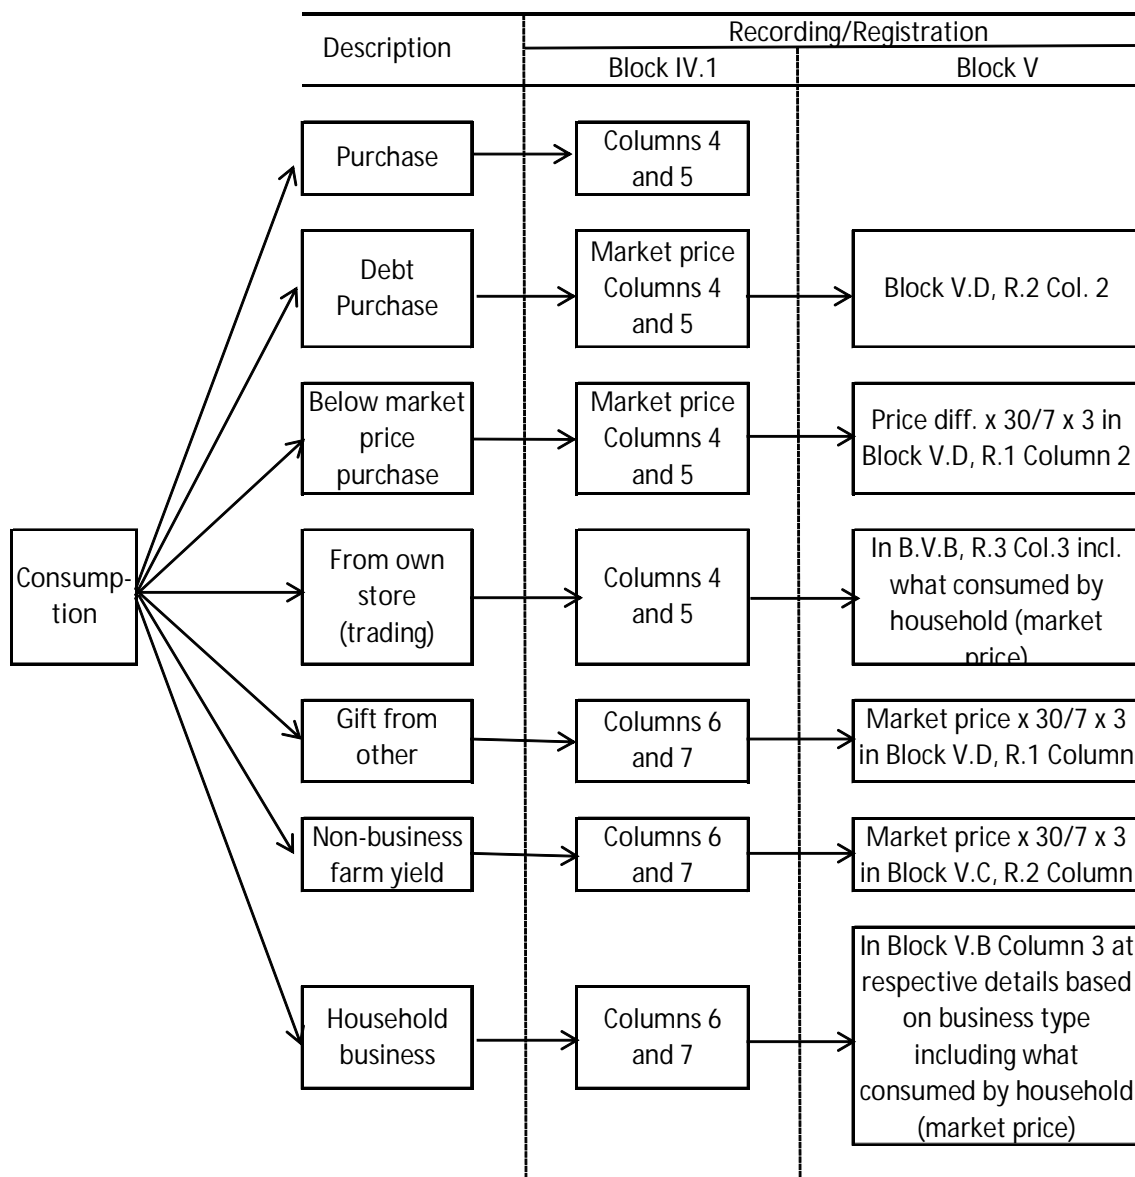 Description
Recording/Registration
Block IV.1
Block V
Purchase
Columns 4
and 5
Debt
Purchase
Market price
Columns 4
and 5
Block V.D, R.2 Col. 2
Below market
price
purchase
Market price
Columns 4
and 5
Price diff. x 30/7 x 3 in
Block V.D, R.1 Column 2
Consump-
tion
From own
store
(trading)
Columns 4
and 5
In B.V.B, R.3 Col.3 incl.
what consumed by
household (market
price)
Gift from
other
Columns 6
and 7
Market price x 30/7 x 3
in Block V.D, R.1 Column
Non-business
farm yield
Columns 6
and 7
Market price x 30/7 x 3
in Block V.C, R.2 Column
Household
business
Columns 6
and 7
In Block V.B Column 3 at
respective details based
on business type
including what
consumed by household
(market price)